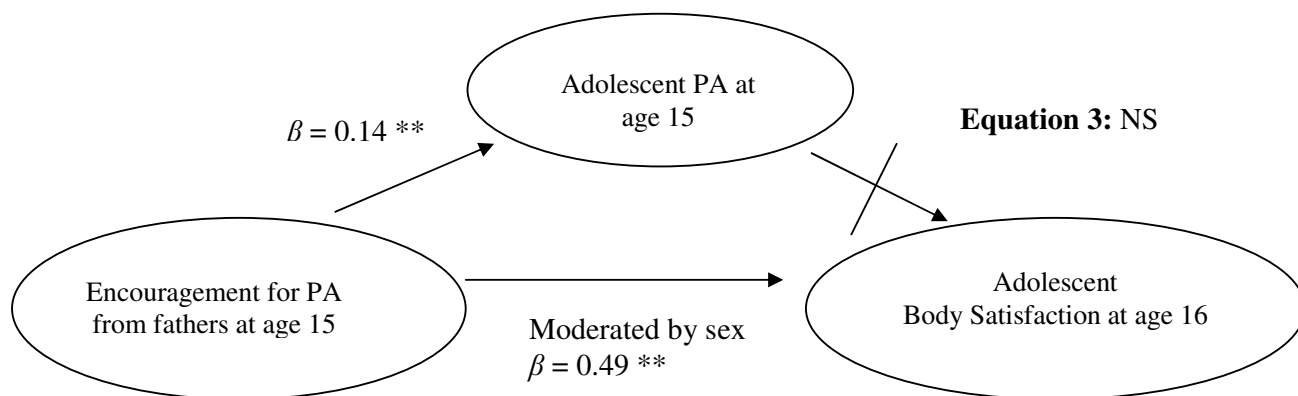 Adolescent PA at
age 15
Equation 3: NS
β = 0.14 **
Encouragement for PA
from fathers at age 15
Moderated by sex
β = 0.49 **
Adolescent
Body Satisfaction at age 16